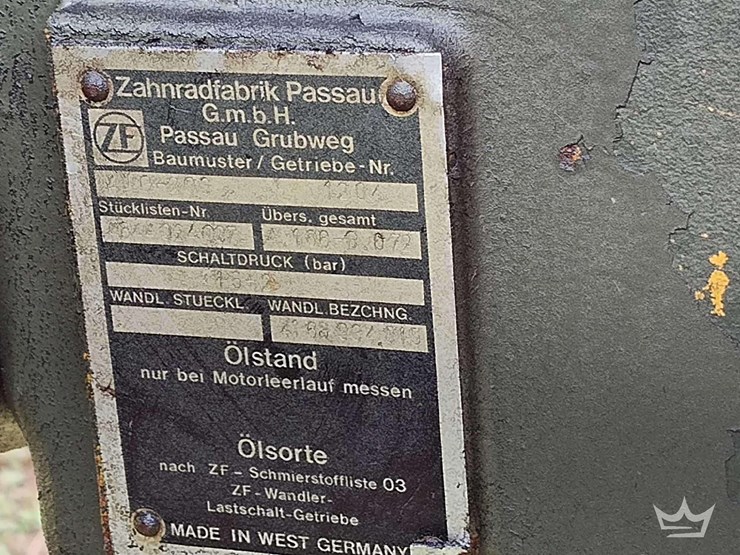 Zahnradfabrik Passau
G.m.b.H.
ZF
Passau Grubweg
Baumuster / Getriebe-Nr.
Stücklisten-Nr. Übers. gesamt
SCHALTDRUCK (bar)
WANDL. STUECKL. WANDL.BEZCHNG.
Ölstand
nur bei Motorleerlauf messen
Ölsorte
nach ZF - Schmierstoffliste 03
ZF - Wandler-
Lastschalt-Getriebe
MADE IN WEST GERMANY